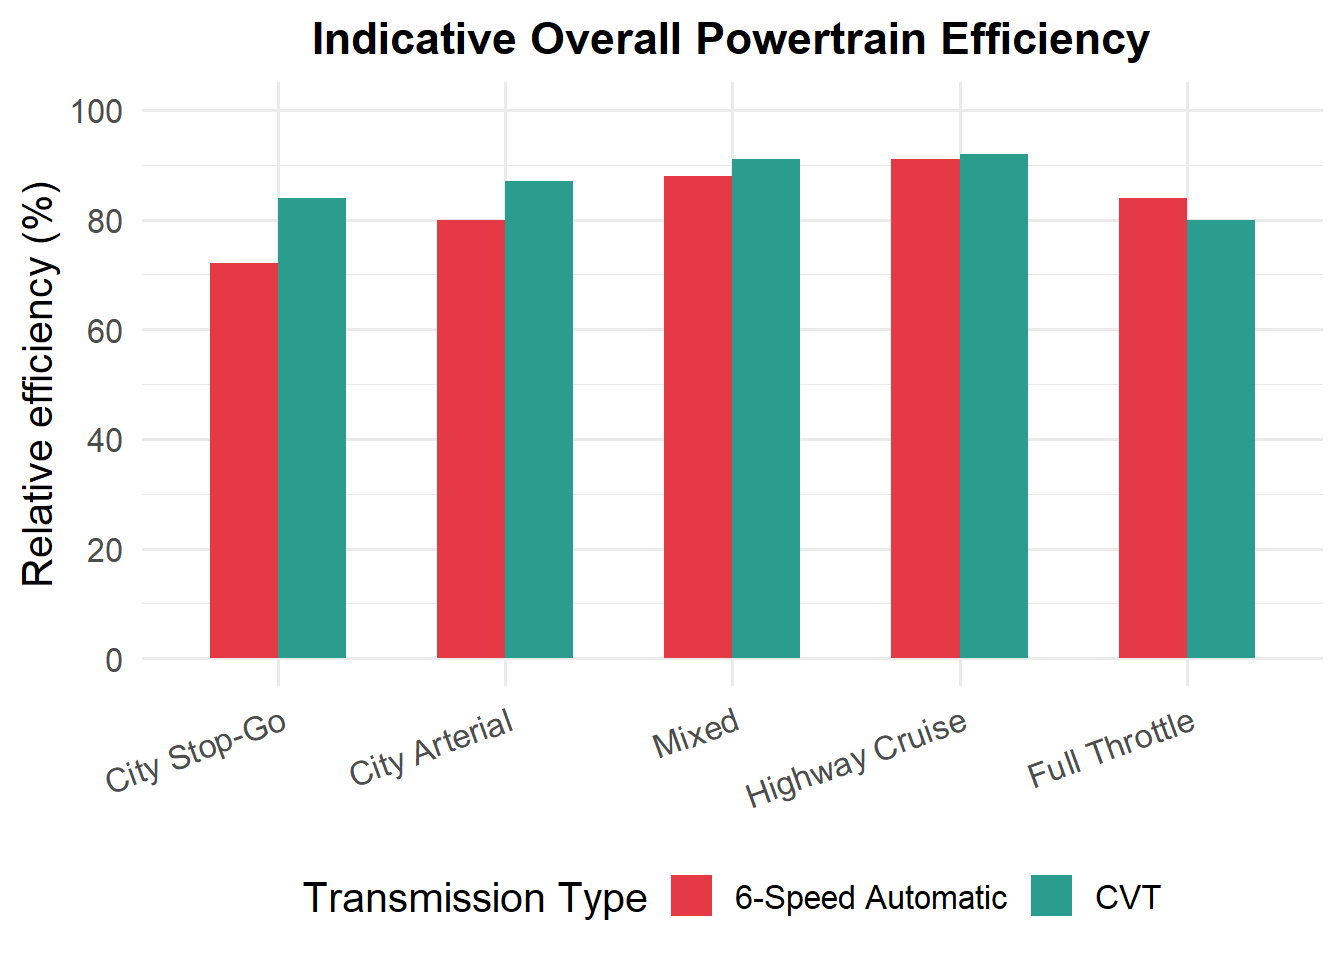 Indicative Overall Powertrain Efficiency
Relative efficiency (%)
100
80
60
40
20
0
City Stop-Go
City Arterial
Mixed
Highway Cruise
Full Throttle
Transmission Type
6-Speed Automatic
CVT